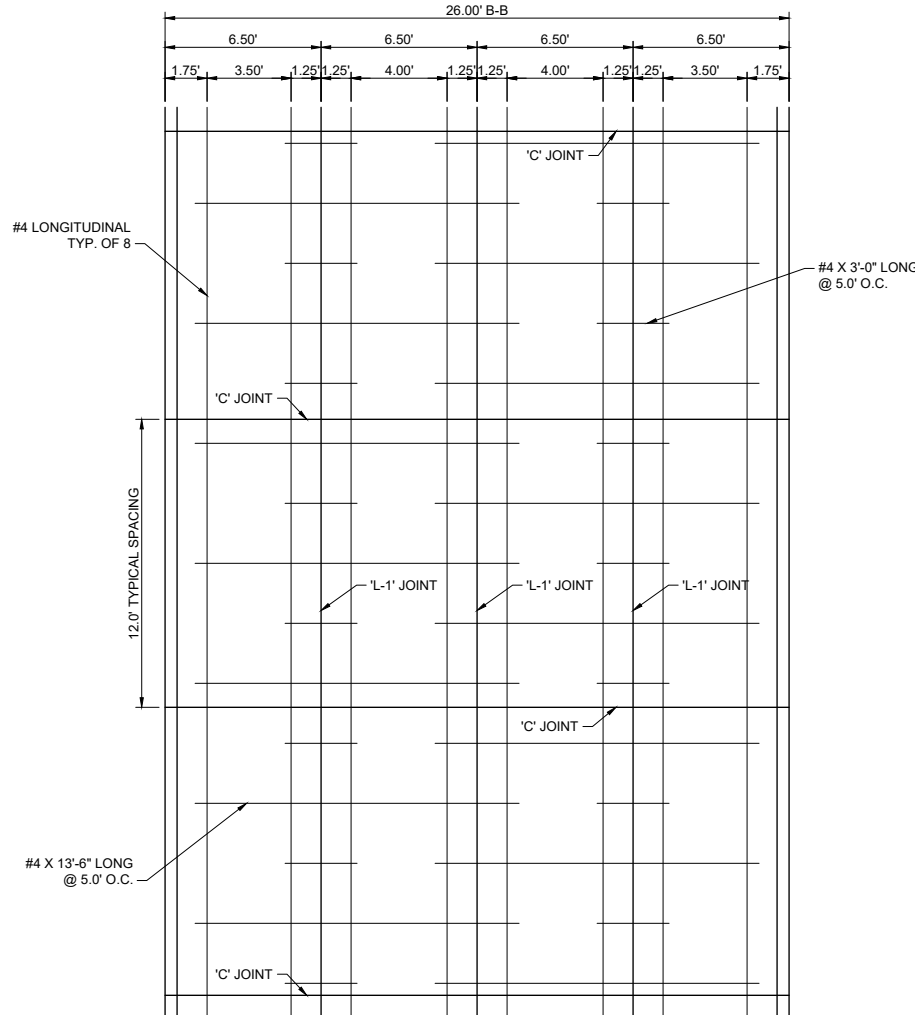 26.00' B-B
6.50' 6.50' 6.50' 6.50'
1.75' 3.50' 1.25' 1.25' 4.00' 1.25' 1.25' 4.00' 1.25' 1.25' 3.50' 1.75'
'C' JOINT
#4 LONGITUDINAL
TYP. OF 8
#4 X 3'-0" LONG
@ 5.0' O.C.
'C' JOINT
12.0' TYPICAL SPACING
'L-1' JOINT 'L-1' JOINT 'L-1' JOINT
'C' JOINT
#4 X 13'-6" LONG
@ 5.0' O.C.
'C' JOINT